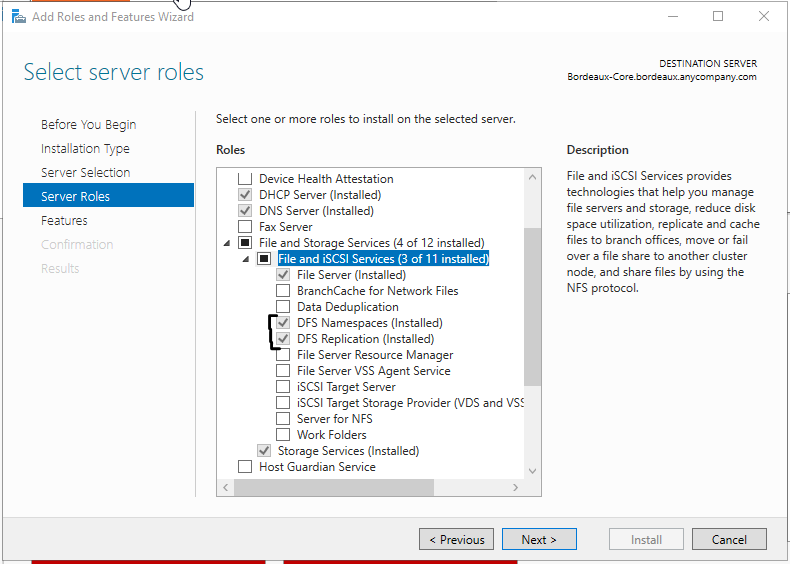 Add Roles and Features Wizard
Select server roles
DESTINATION SERVER
Bordeaux-Core.bordeaux.anycompany.com
Before You Begin
Installation Type
Server Selection
Server Roles
Features
Confirmation
Results
Select one or more roles to install on the selected server.
Roles
Device Health Attestation
DHCP Server (Installed)
DNS Server (Installed)
Fax Server
File and Storage Services (4 of 12 installed)
File and iSCSI Services (3 of 11 installed)
File Server (Installed)
BranchCache for Network Files
Data Deduplication
DFS Namespaces (Installed)
DFS Replication (Installed)
File Server Resource Manager
File Server VSS Agent Service
iSCSI Target Server
iSCSI Target Storage Provider (VDS and VSS
Server for NFS
Work Folders
Storage Services (Installed)
Host Guardian Service
Description
File and iSCSI Services provides
technologies that help you manage
file servers and storage, reduce disk
space utilization, replicate and cache
files to branch offices, move or fail
over a file share to another cluster
node, and share files by using the
NFS protocol.
< Previous
Next >
Install
Cancel